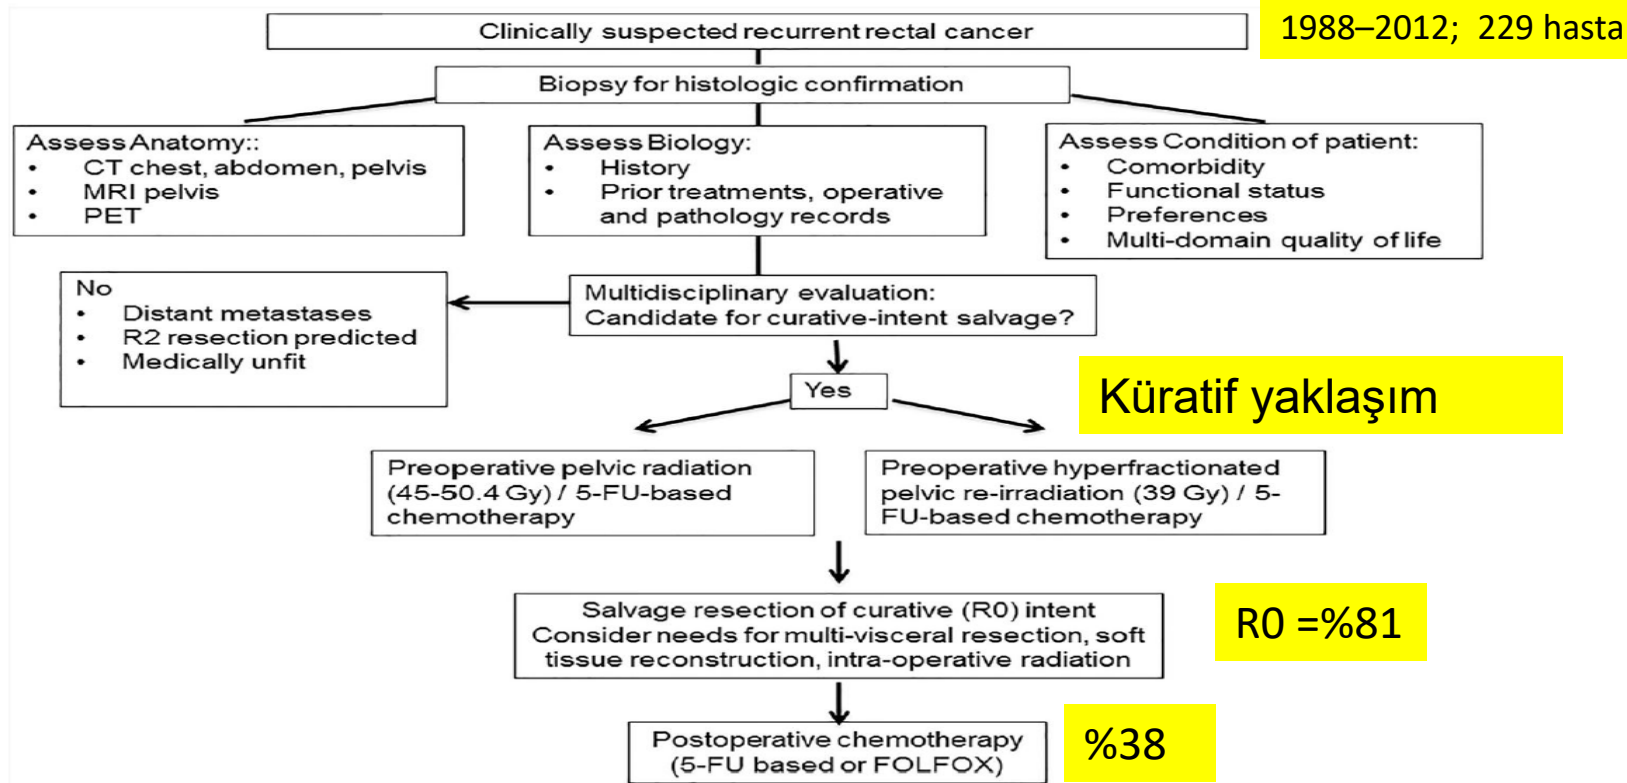 Clinically suspected recurrent rectal cancer
1988–2012; 229 hasta
Biopsy for histologic confirmation
Assess Anatomy::
• CT chest, abdomen, pelvis
• MRI pelvis
• PET
Assess Biology:
• History
• Prior treatments, operative
and pathology records
Assess Condition of patient:
• Comorbidity
• Functional status
• Preferences
• Multi-domain quality of life
No
• Distant metastases
• R2 resection predicted
• Medically unfit
Multidisciplinary evaluation:
Candidate for curative-intent salvage?
Yes
Küratif yaklaşım
Preoperative pelvic radiation
(45-50.4 Gy) / 5-FU-based
chemotherapy
Preoperative hyperfractionated
pelvic re-irradiation (39 Gy) / 5-
FU-based chemotherapy
Salvage resection of curative (R0) intent
Consider needs for multi-visceral resection, soft
tissue reconstruction, intra-operative radiation
R0 =%81
Postoperative chemotherapy
(5-FU based or FOLFOX)
%38